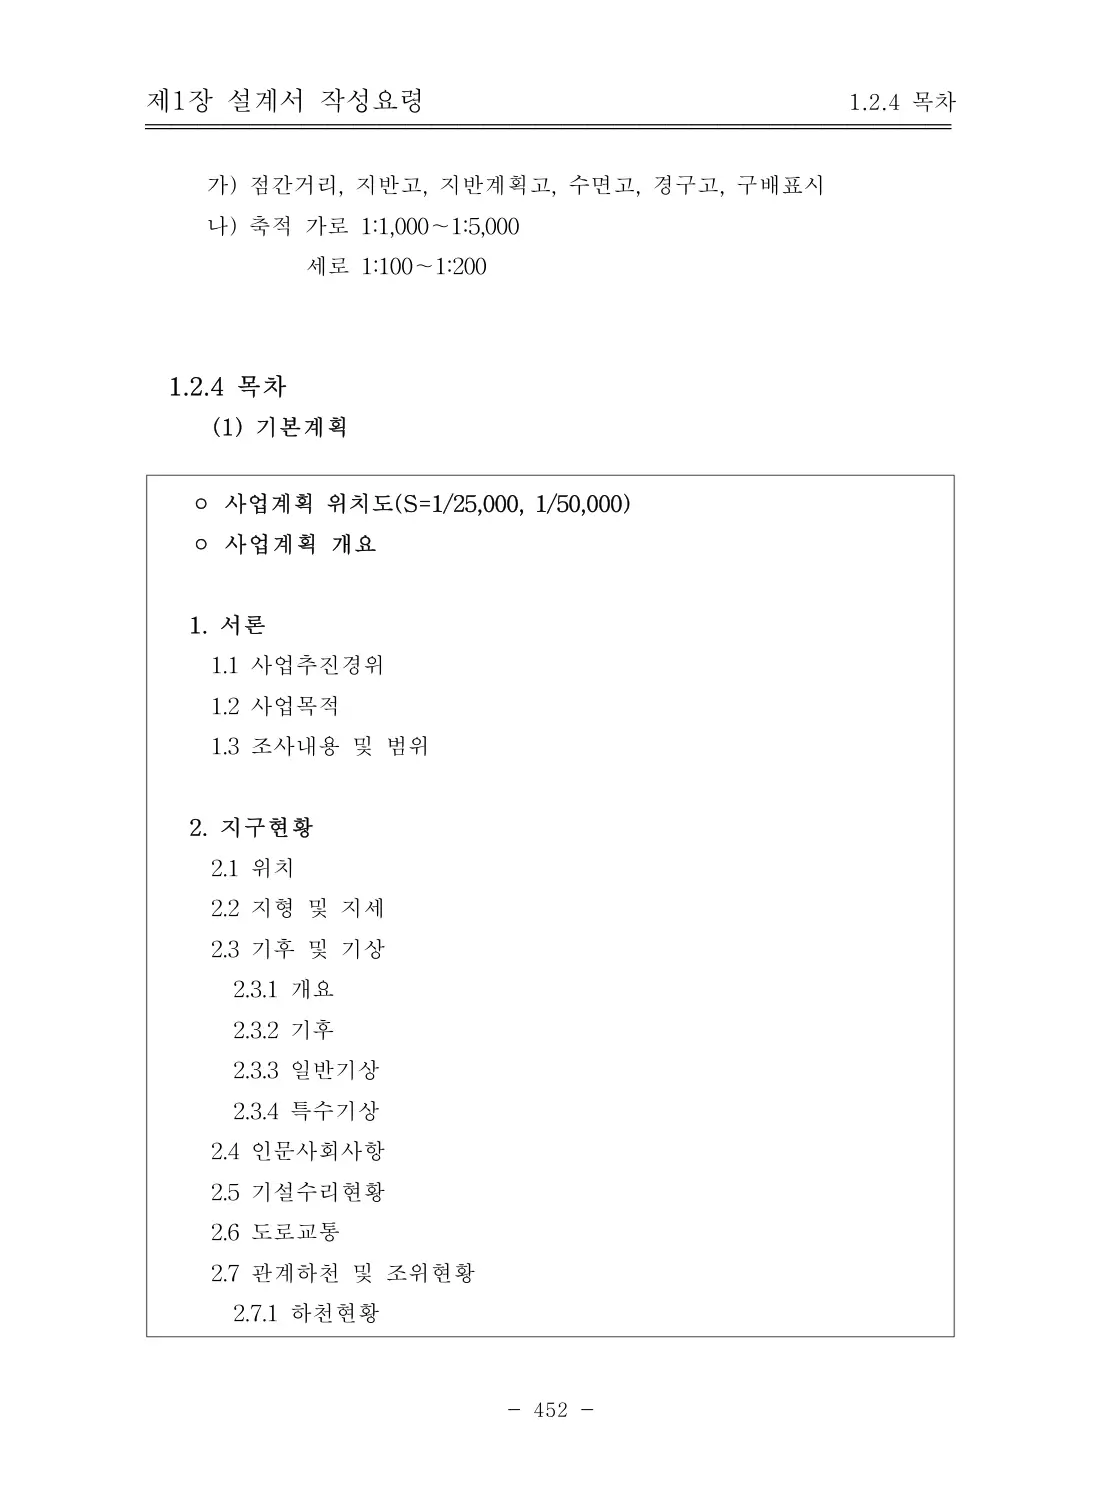 제1장 설계서 작성요령 1.2.4 목차
가) 점간거리, 지반고, 지반계획고, 수면고, 경구고, 구배표시
나) 축적 가로 1:1,000~1:5,000
세로 1:100~1:200
1.2.4 목차
(1) 기본계획
ㅇ 사업계획 위치도(S=1/25,000, 1/50,000)
ㅇ 사업계획 개요
1. 서론
1.1 사업추진경위
1.2 사업목적
1.3 조사내용 및 범위
2. 지구현황
2.1 위치
2.2 지형 및 지세
2.3 기후 및 기상
2.3.1 개요
2.3.2 기후
2.3.3 일반기상
2.3.4 특수기상
2.4 인문사회사항
2.5 기설수리현황
2.6 도로교통
2.7 관계하천 및 조위현황
2.7.1 하천현황
- 452 -